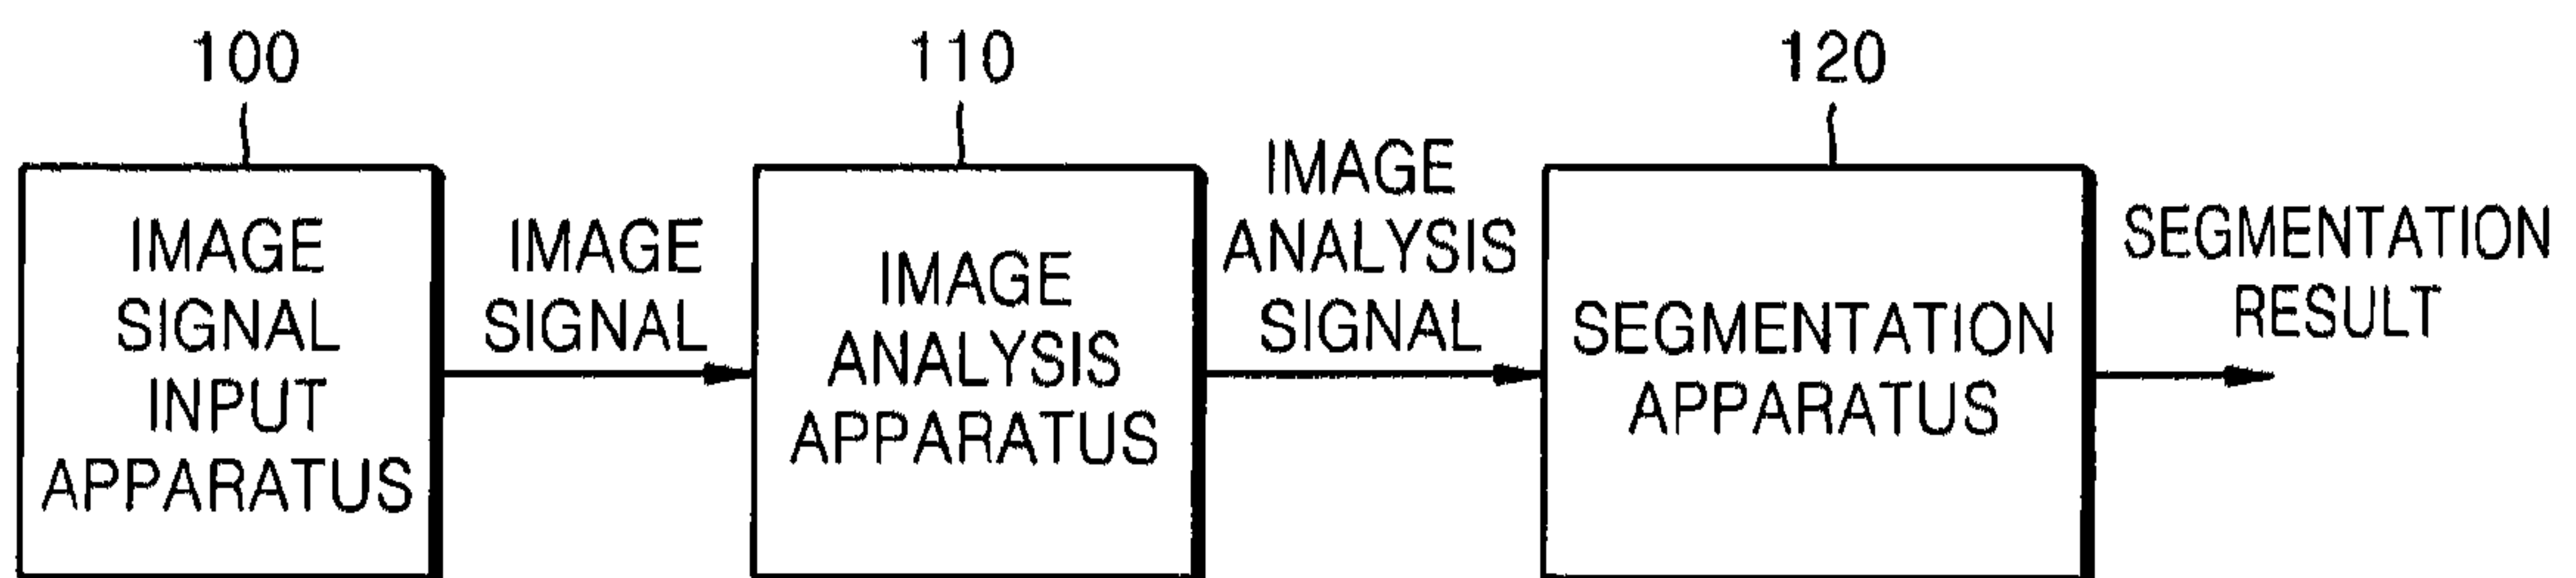 100
110
120
IMAGE
SIGNAL
INPUT
APPARATUS
IMAGE
SIGNAL
IMAGE
ANALYSIS
APPARATUS
IMAGE
ANALYSIS
SIGNAL
SEGMENTATION
APPARATUS
SEGMENTATION
RESULT